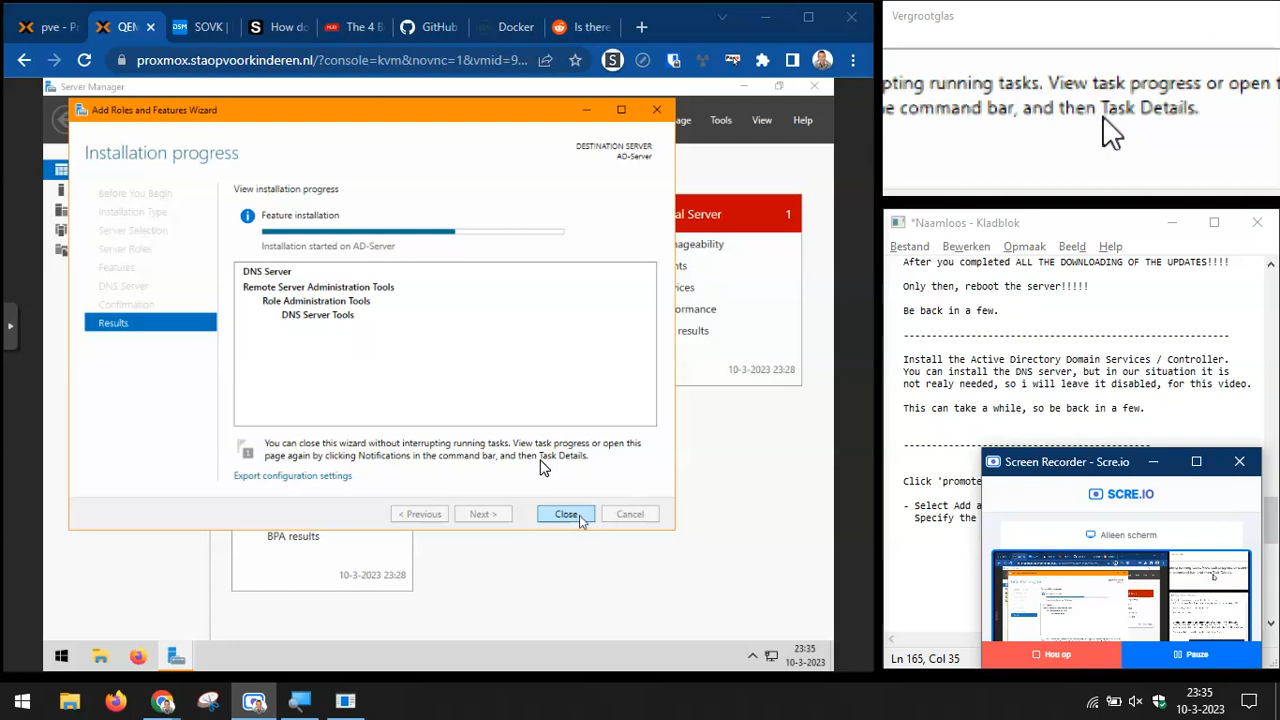 pve - P
QEM
SOVK |
How do
The 4 B
GitHub
Docker
Is there
proxmox.staopvoorkinderen.nl/?console=kvm&novnc=1&vmid=9...
Server Manager
Add Roles and Features Wizard
age
Tools
View
Help
Installation progress
DESTINATION SERVER
AD-Server
Before You Begin
Installation Type
Server Selection
Server Roles
Features
DNS Server
Confirmation
Results
View installation progress
Feature installation
Installation started on AD-Server
DNS Server
Remote Server Administration Tools
Role Administration Tools
DNS Server Tools
You can close this wizard without interrupting running tasks. View task progress or open this
page again by clicking Notifications in the command bar, and then Task Details.
Export configuration settings
< Previous
Next >
Close
Cancel
al Server
1
nageability
nts
ices
ormance
results
10-3-2023 23:28
BPA results
10-3-2023 23:28
23:35
10-3-2023
Vergrootglas
pting running tasks. View task progress or open t
e command bar, and then Task Details.
*Naamloos - Kladblok
Bestand
Bewerken
Opmaak
Beeld
Help
After you completed ALL THE DOWNLOADING OF THE UPDATES!!!!
Only then, reboot the server!!!!!
Be back in a few.
Install the Active Directory Domain Services / Controller.
You can install the DNS server, but in our situation it is
not realy needed, so i will leave it disabled, for this video.
This can take a while, so be back in a few.
Click 'promote
- Select Add a
Specify the
Ln 165, Col 35
Screen Recorder - Scre.io
SCRE.IO
Alleen scherm
Hou op
Pauze
23:35
10-3-2023